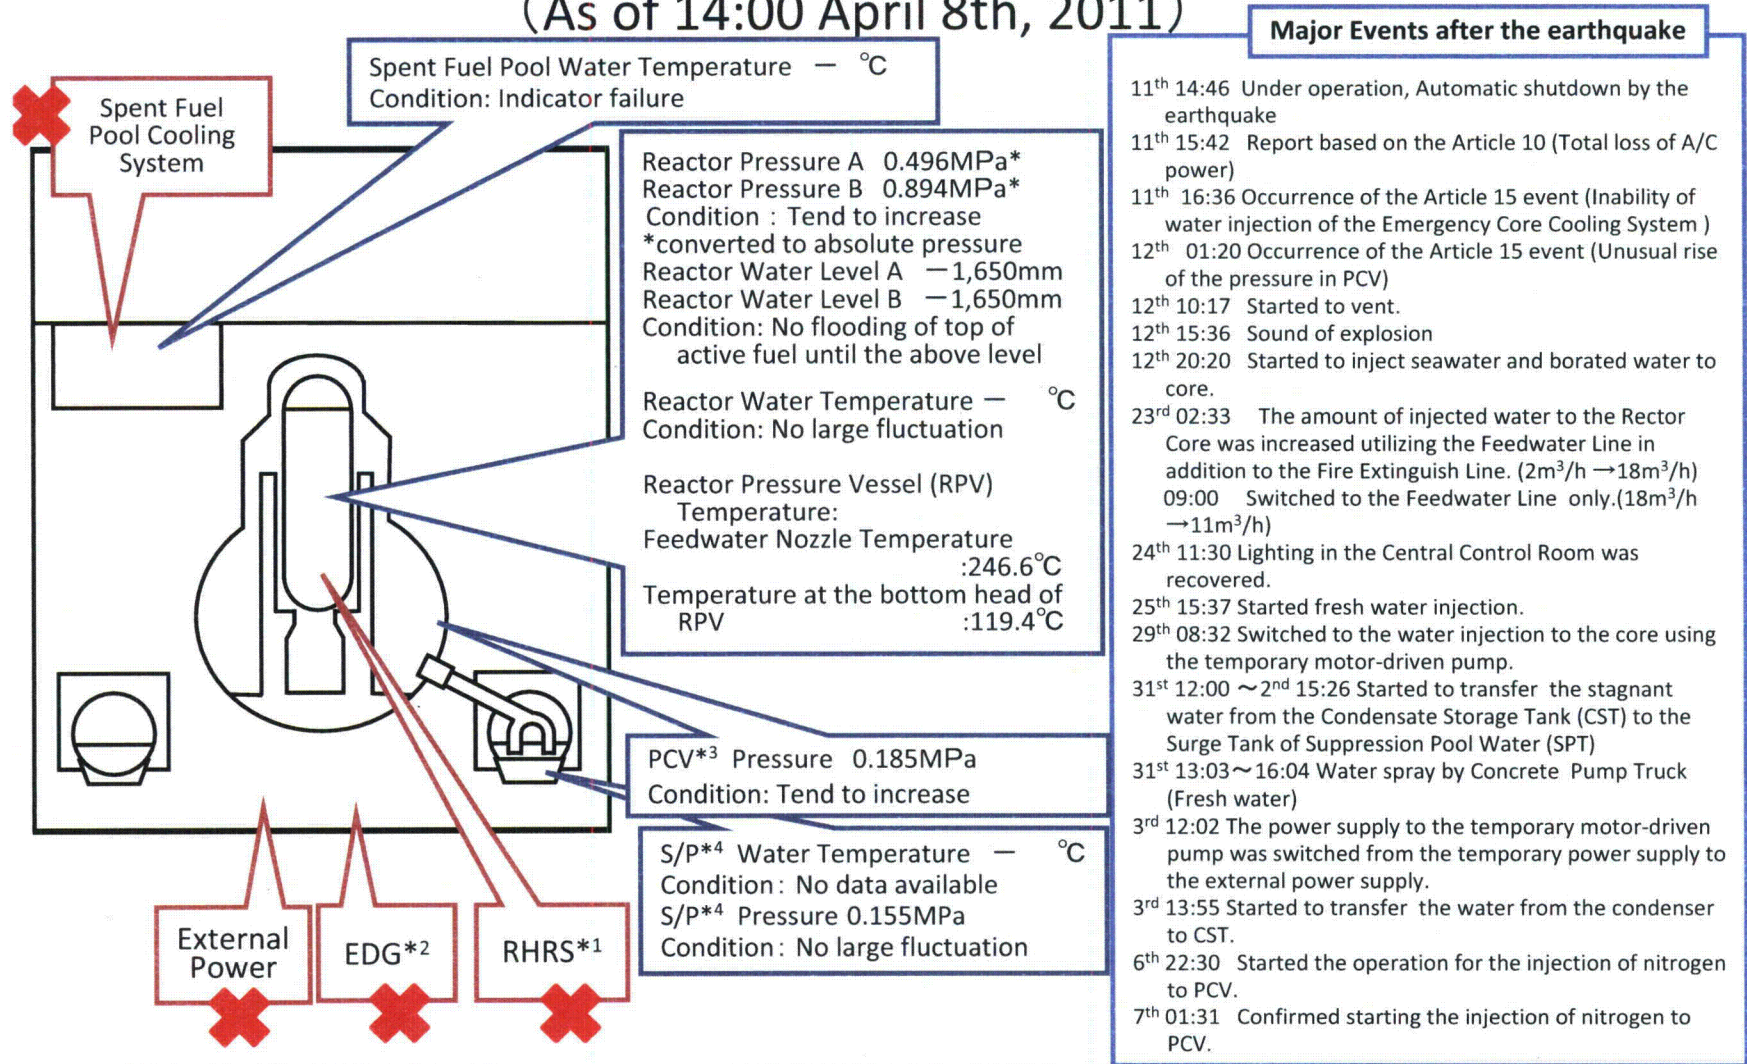 (As of 14:00 April 8th, 2011)
Spent Fuel
Pool Cooling
System
Spent Fuel Pool Water Temperature — ℃
Condition: Indicator failure
Reactor Pressure A 0.496MPa*
Reactor Pressure B 0.894MPa*
Condition : Tend to increase
*converted to absolute pressure
Reactor Water Level A －1,650mm
Reactor Water Level B －1,650mm
Condition: No flooding of top of
active fuel until the above level
Reactor Water Temperature — ℃
Condition: No large fluctuation
Reactor Pressure Vessel (RPV)
Temperature:
Feedwater Nozzle Temperature
:246.6℃
Temperature at the bottom head of
RPV :119.4℃
PCV*3 Pressure 0.185MPa
Condition: Tend to increase
S/P*4 Water Temperature — ℃
Condition : No data available
S/P*4 Pressure 0.155MPa
Condition : No large fluctuation
External
Power
EDG*2
RHRS*1
Major Events after the earthquake
11th 14:46 Under operation, Automatic shutdown by the
earthquake
11th 15:42 Report based on the Article 10 (Total loss of A/C
power)
11th 16:36 Occurrence of the Article 15 event (Inability of
water injection of the Emergency Core Cooling System )
12th 01:20 Occurrence of the Article 15 event (Unusual rise
of the pressure in PCV)
12th 10:17 Started to vent.
12th 15:36 Sound of explosion
12th 20:20 Started to inject seawater and borated water to
core.
23rd 02:33 The amount of injected water to the Rector
Core was increased utilizing the Feedwater Line in
addition to the Fire Extinguish Line. (2m³/h →18m³/h)
09:00 Switched to the Feedwater Line only.(18m³/h
→11m³/h)
24th 11:30 Lighting in the Central Control Room was
recovered.
25th 15:37 Started fresh water injection.
29th 08:32 Switched to the water injection to the core using
the temporary motor-driven pump.
31st 12:00 ～2nd 15:26 Started to transfer the stagnant
water from the Condensate Storage Tank (CST) to the
Surge Tank of Suppression Pool Water (SPT)
31st 13:03～16:04 Water spray by Concrete Pump Truck
(Fresh water)
3rd 12:02 The power supply to the temporary motor-driven
pump was switched from the temporary power supply to
the external power supply.
3rd 13:55 Started to transfer the water from the condenser
to CST.
6th 22:30 Started the operation for the injection of nitrogen
to PCV.
7th 01:31 Confirmed starting the injection of nitrogen to
PCV.